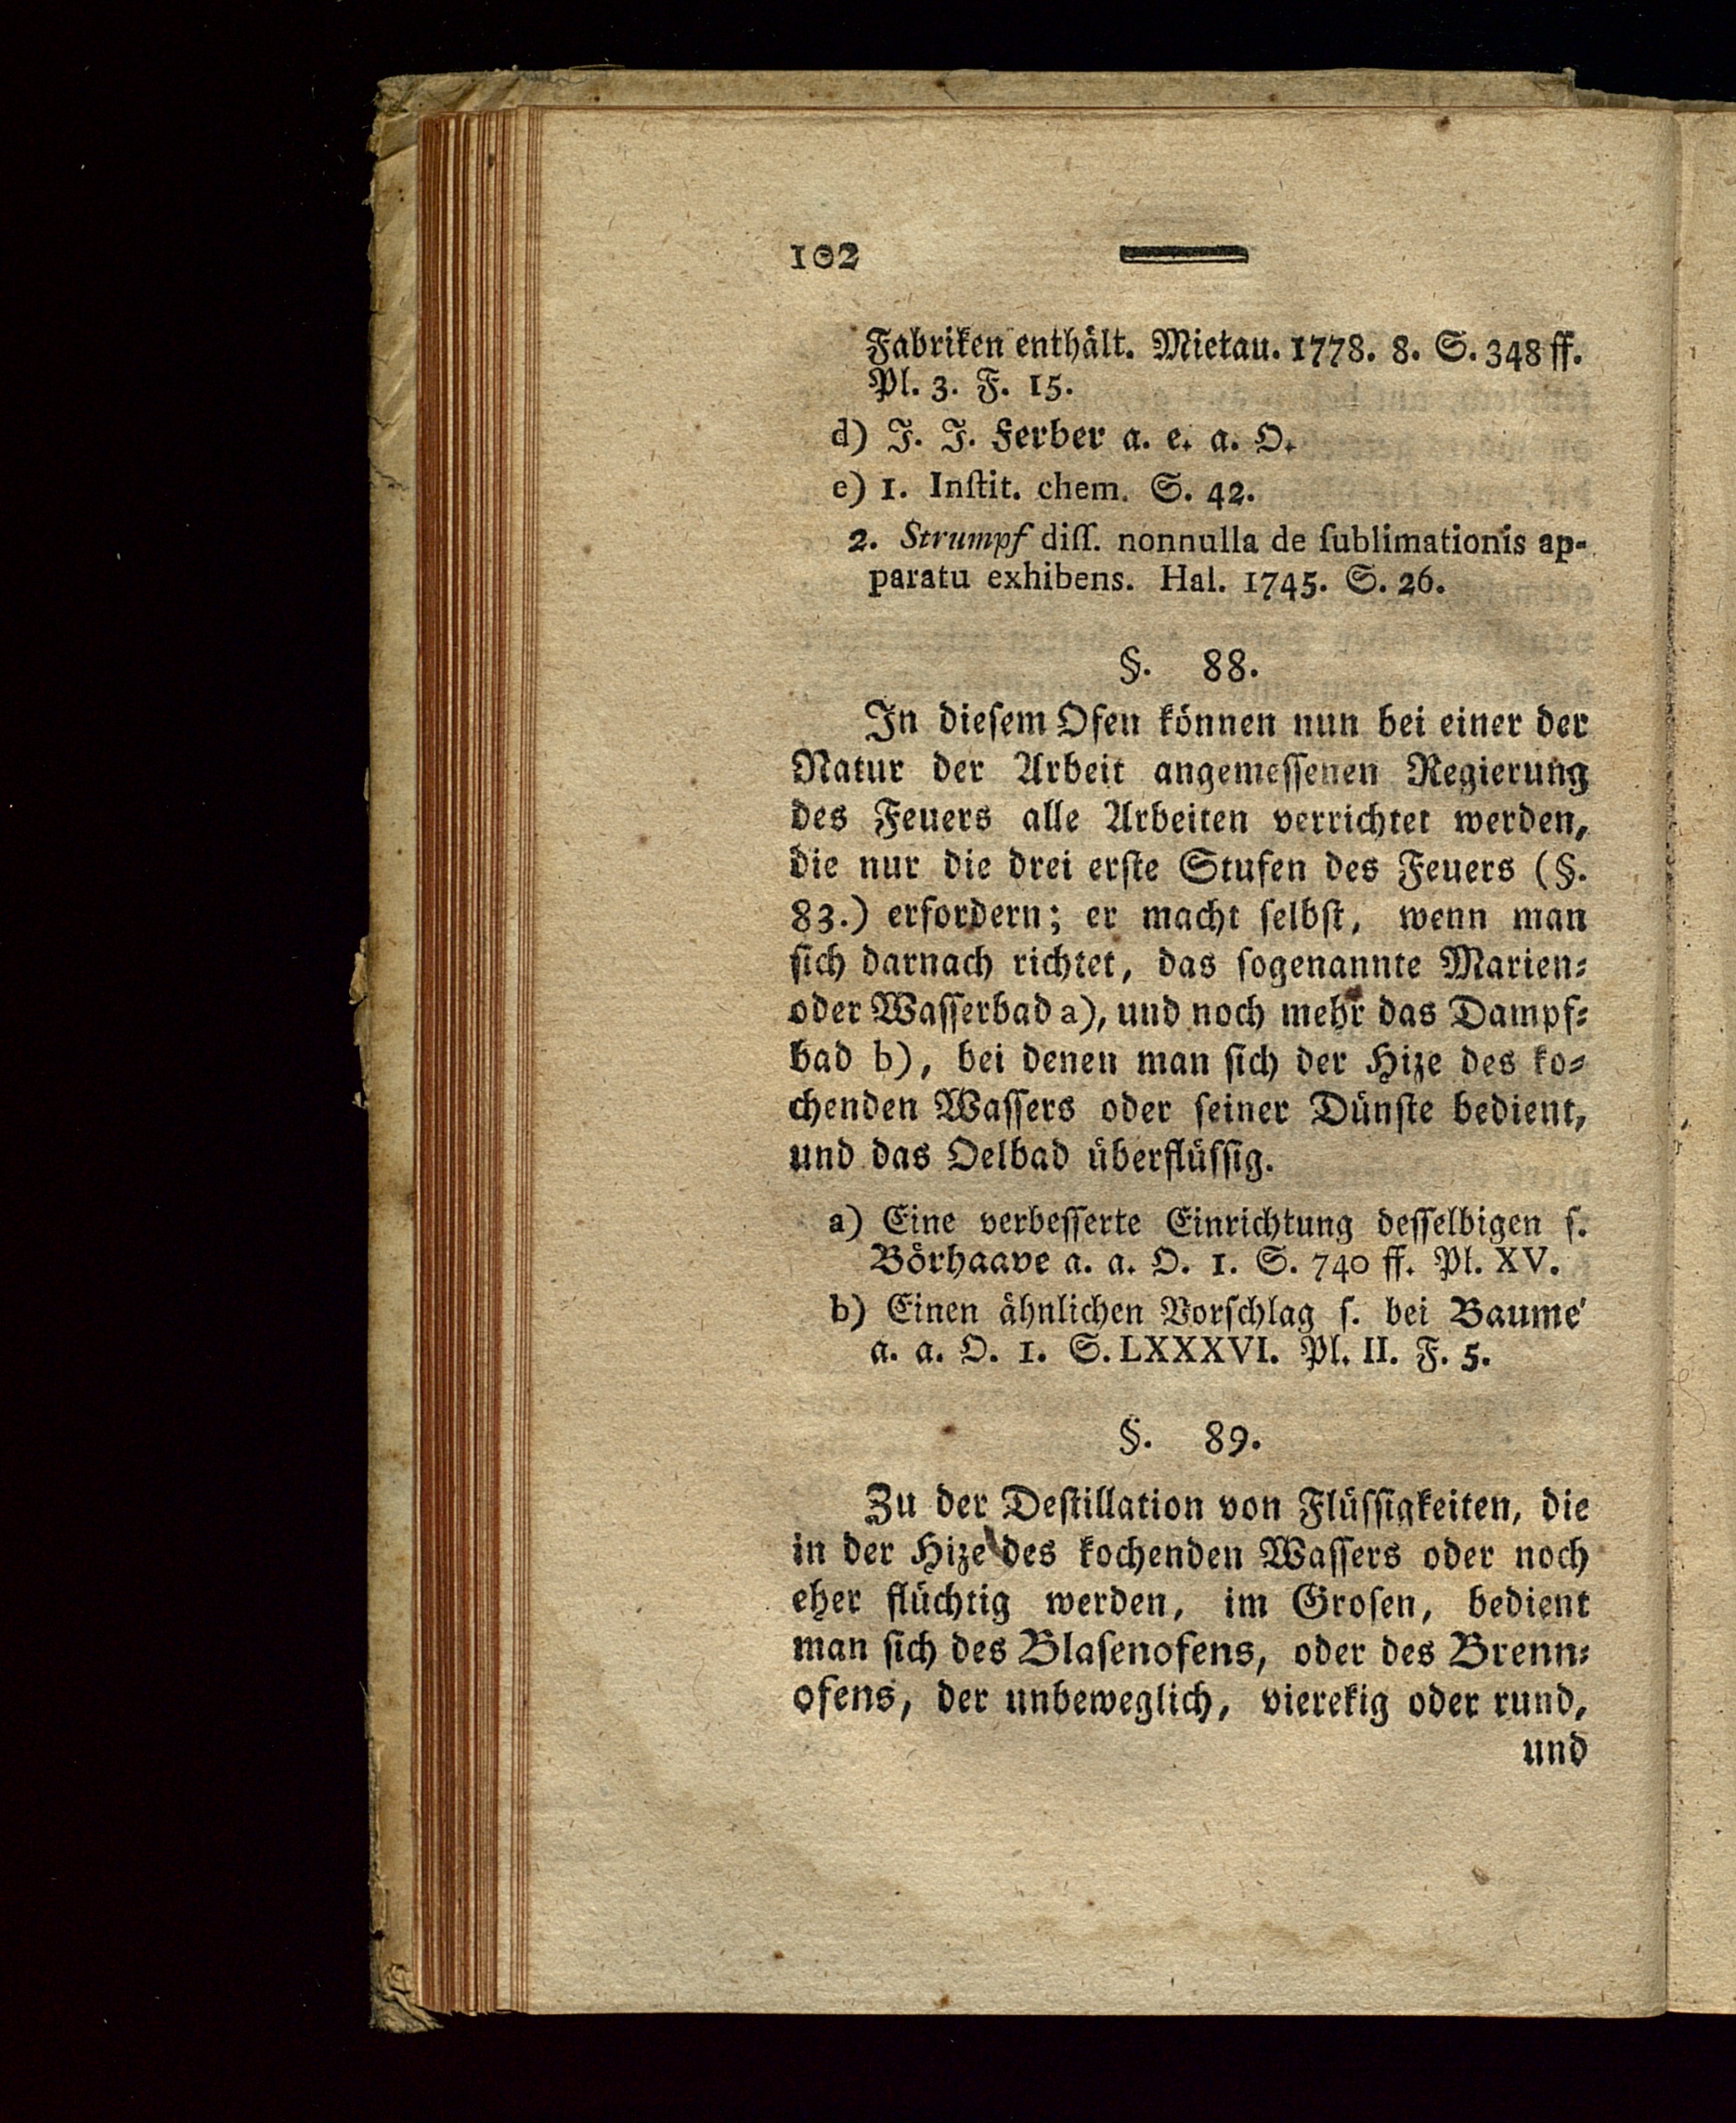 102
Fabriken enthält. Mietau. 1778. 8. S. 348 ff.
Pl. 3. F. 15.
d) J. J. Ferber a. e. a. O.
e) 1. Inſtit. chem. S. 42.
2. Strumpf diſſ. nonnulla de ſublimationis ap-
paratu exhibens. Hal. 1745. S. 26.
§. 88.
In dieſem Ofen können nun bei einer der
Natur der Arbeit angemeſſenen Regierung
des Feuers alle Arbeiten verrichtet werden,
die nur die drei erſte Stufen des Feuers (§.
83.) erfordern; er macht ſelbſt, wenn man
ſich darnach richtet, das ſogenannte Marien-
oder Waſſerbad a), und noch mehr das Dampf-
bad b), bei denen man ſich der Hize des ko-
chenden Waſſers oder ſeiner Dünſte bedient,
und das Oelbad überflüſſig.
a) Eine verbeſſerte Einrichtung deſſelbigen ſ.
Börhaave a. a. O. 1. S. 740 ff. Pl. XV.
b) Einen ähnlichen Vorſchlag ſ. bei Baume'
a. a. O. 1. S. LXXXVI. Pl. II. F. 5.
§. 89.
Zu der Deſtillation von Flüſſigkeiten, die
in der Hize des kochenden Waſſers oder noch
eher flüchtig werden, im Groſen, bedient
man ſich des Blaſenofens, oder des Brenn-
ofens, der unbeweglich, vierekig oder rund,
und